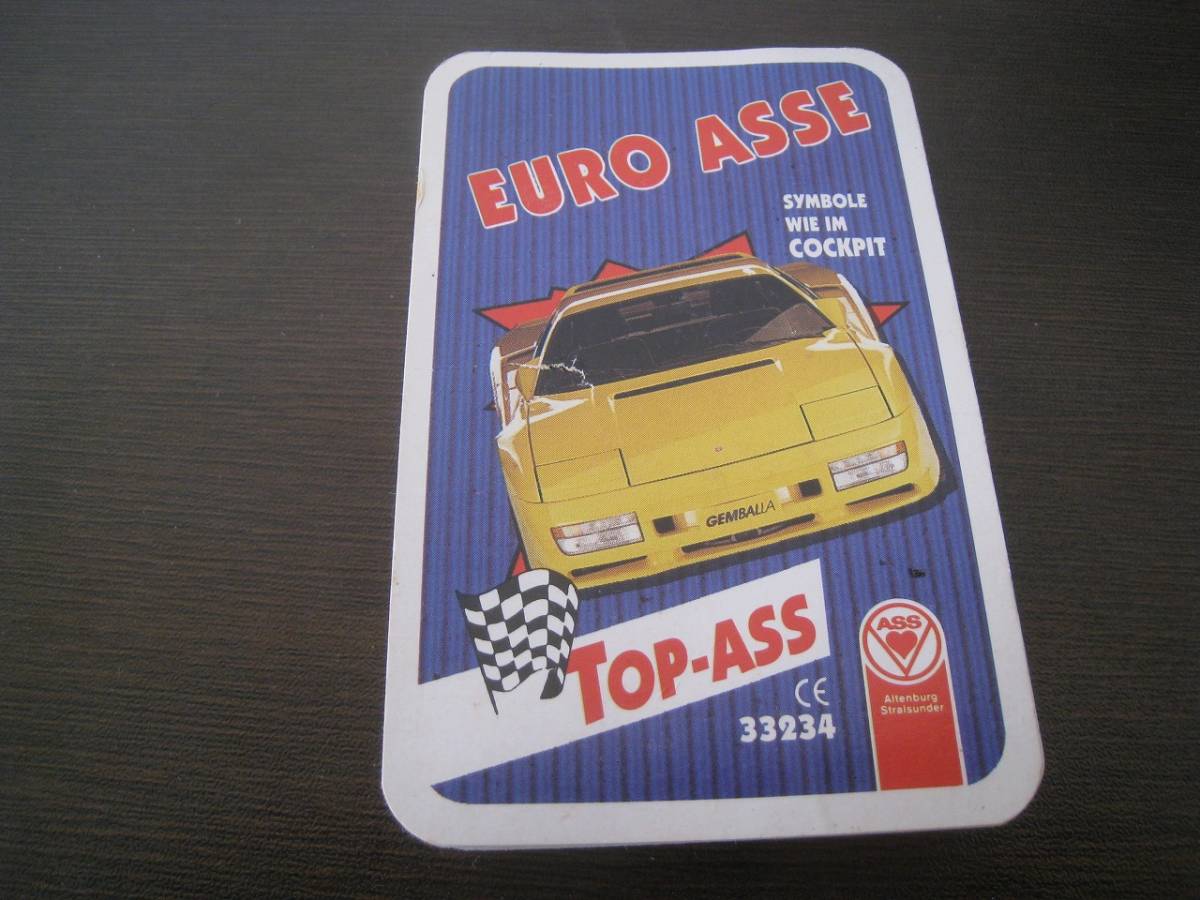 EURO ASSE
SYMBOLE
WIE IM
COCKPIT
GEMBALLA
TOP-ASS
CE
33234
ASS
Altenburg
Stralsunder